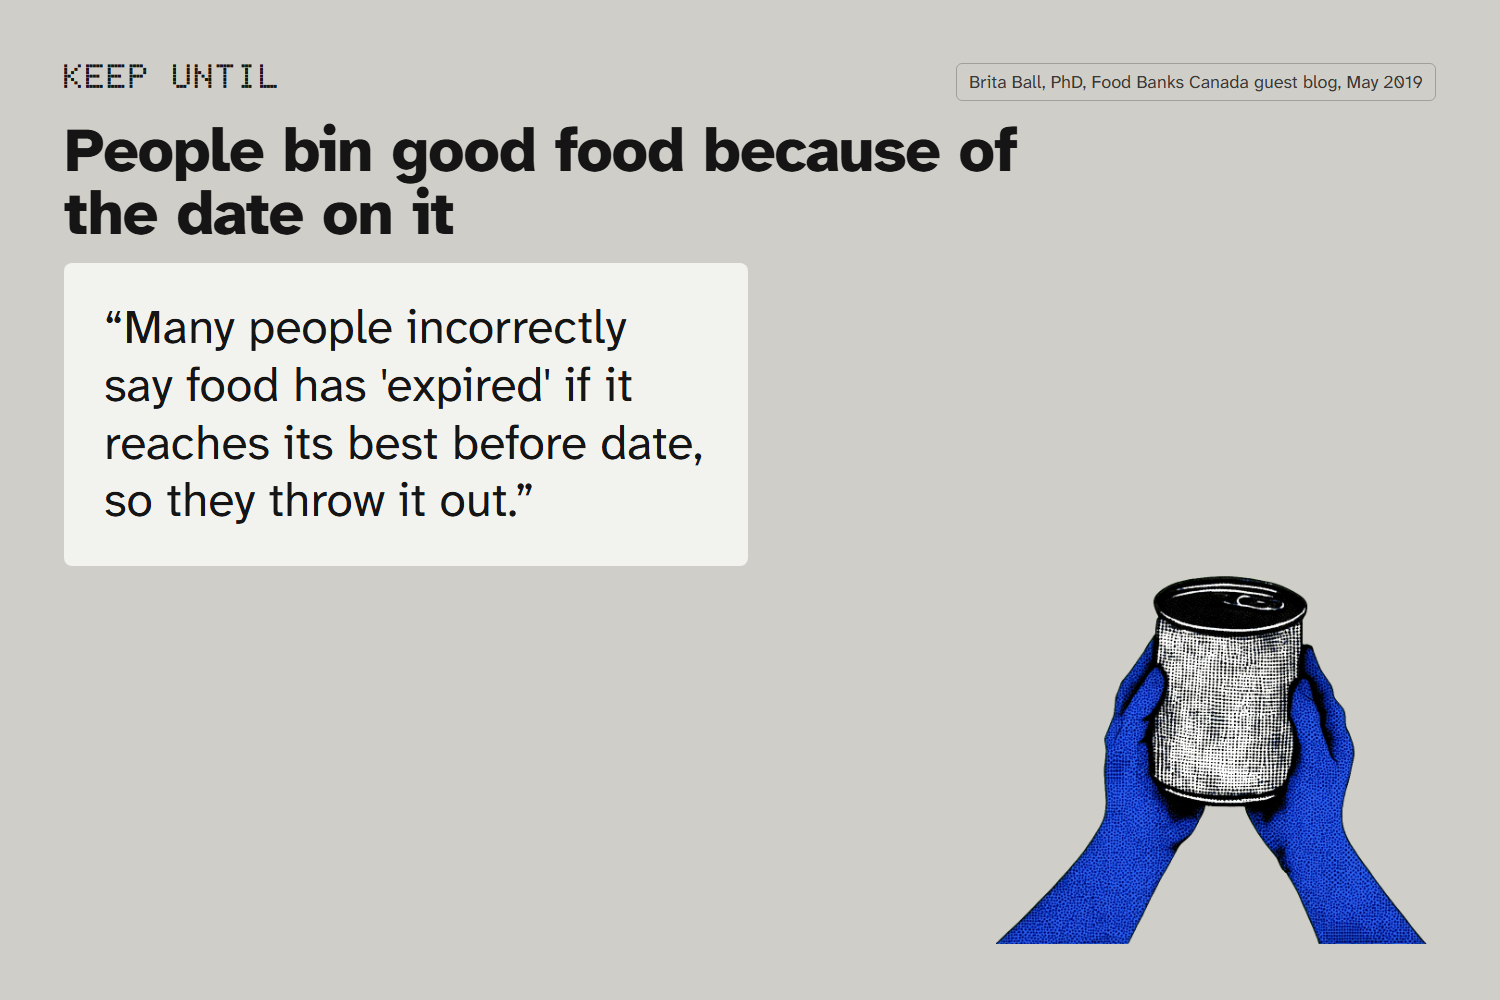 KEEP UNTIL
Brita Ball, PhD, Food Banks Canada guest blog, May 2019
People bin good food because of
the date on it
“Many people incorrectly
say food has 'expired' if it
reaches its best before date,
so they throw it out.”